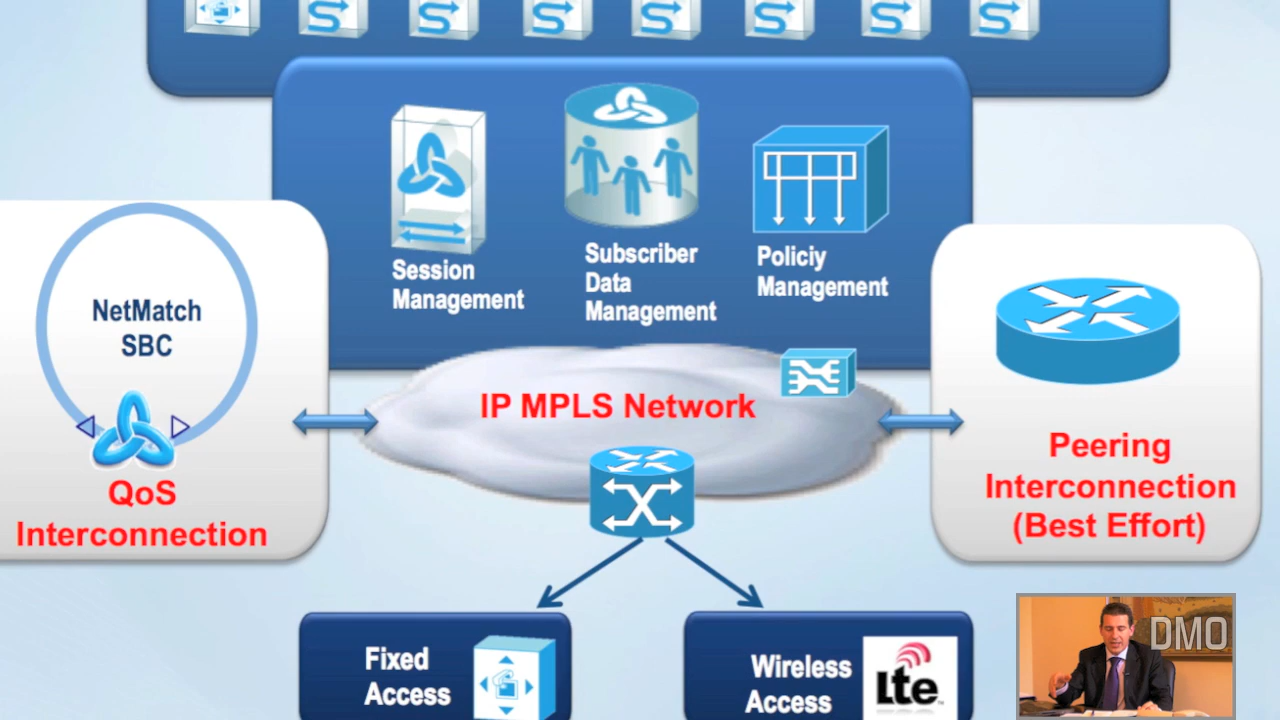 Session
Management
Subscriber
Data
Management
Policiy
Management
NetMatch
SBC
QoS
Interconnection
IP MPLS Network
Peering
Interconnection
(Best Effort)
Fixed
Access
Wireless
Access
Lte
DMO